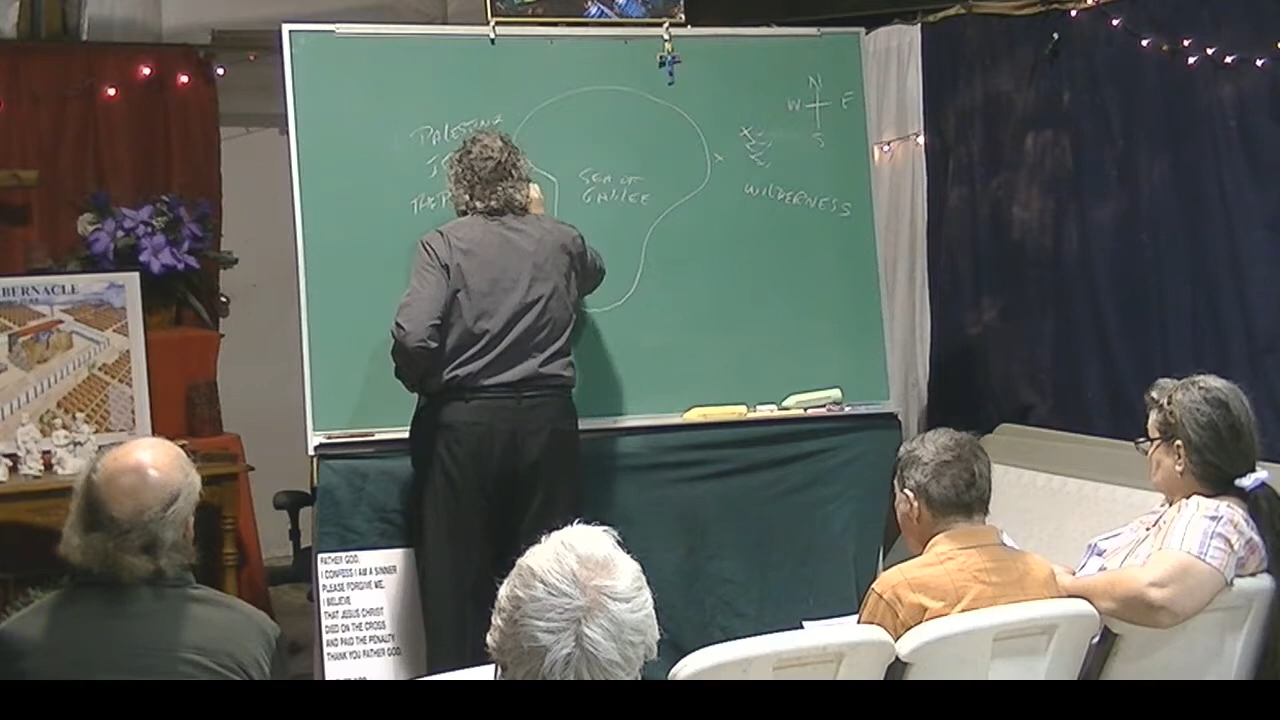 PALESTINE
SEA OF
GALILEE
N
W E
S
X
X
WILDERNESS
BERNACLE
FATHER GOD,
I CONFESS I AM A SINNER
PLEASE FORGIVE ME.
I BELIEVE
THAT JESUS CHRIST
DIED ON THE CROSS
AND PAID THE PENALTY
THANK YOU FATHER GOD.